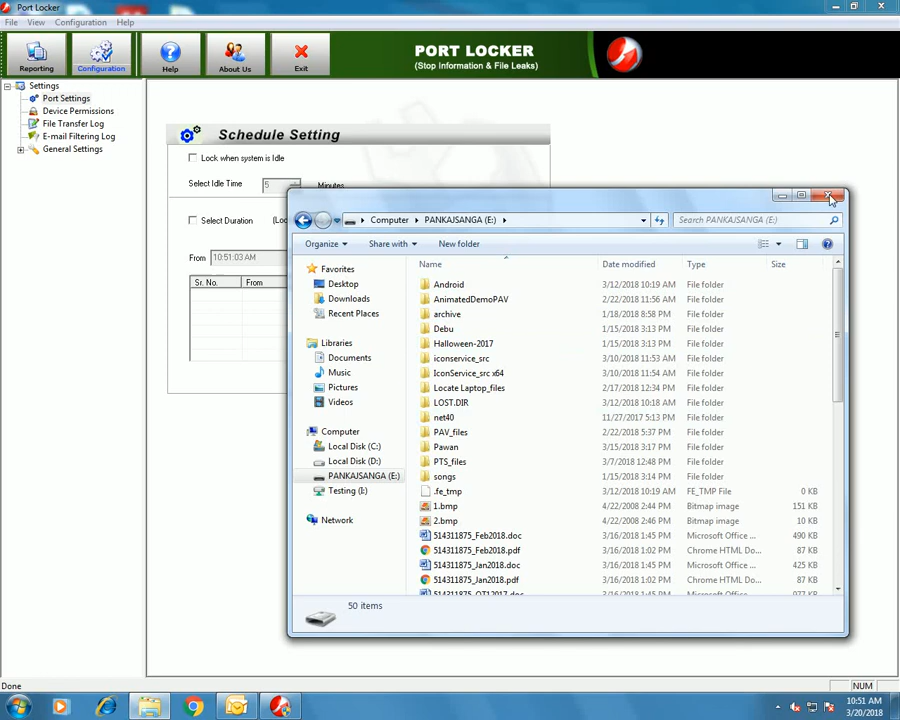 Port Locker
File View Configuration Help
Reporting Configuration Help About Us Exit
PORT LOCKER
(Stop Information & File Leaks)
Settings
Port Settings
Device Permissions
File Transfer Log
E-mail Filtering Log
General Settings
Schedule Setting
Lock when system is Idle
Select Idle Time 5 Minutes
Select Duration (Loc
From 10:51:03 AM
Sr. No. From
Computer PANKAJSANGA (E:)
Search PANKAJSANGA (E:)
Organize Share with New folder
Favorites
Desktop
Downloads
Recent Places
Libraries
Documents
Music
Pictures
Videos
Computer
Local Disk (C:)
Local Disk (D:)
PANKAJSANGA (E:)
Testing (I:)
Network
Name Date modified Type Size
Android 3/12/2018 10:19 AM File folder
AnimatedDemoPAV 2/22/2018 11:56 AM File folder
archive 1/18/2018 8:58 PM File folder
Debu 1/15/2018 3:13 PM File folder
Halloween-2017 1/15/2018 3:13 PM File folder
iconservice_src 3/10/2018 11:53 AM File folder
IconService_src x64 3/10/2018 11:54 AM File folder
Locate Laptop_files 2/17/2018 12:34 PM File folder
LOST.DIR 3/12/2018 10:18 AM File folder
net40 11/27/2017 5:13 PM File folder
PAV_files 2/22/2018 5:37 PM File folder
Pawan 3/15/2018 3:17 PM File folder
PTS_files 3/7/2018 12:48 PM File folder
songs 1/15/2018 3:14 PM File folder
.fe_tmp 3/12/2018 10:19 AM FE_TMP File 0 KB
1.bmp 4/22/2008 2:44 PM Bitmap image 151 KB
2.bmp 4/22/2008 2:46 PM Bitmap image 10 KB
514311875_Feb2018.doc 3/16/2018 1:45 PM Microsoft Office ... 490 KB
514311875_Feb2018.pdf 3/16/2018 1:02 PM Chrome HTML Do... 87 KB
514311875_Jan2018.doc 3/16/2018 1:45 PM Microsoft Office ... 425 KB
514311875_Jan2018.pdf 3/16/2018 1:02 PM Chrome HTML Do... 87 KB
3/16/2018 1:45 PM Microsoft Office ... 977 KB
50 items
Done
NUM
10:51 AM
3/20/2018